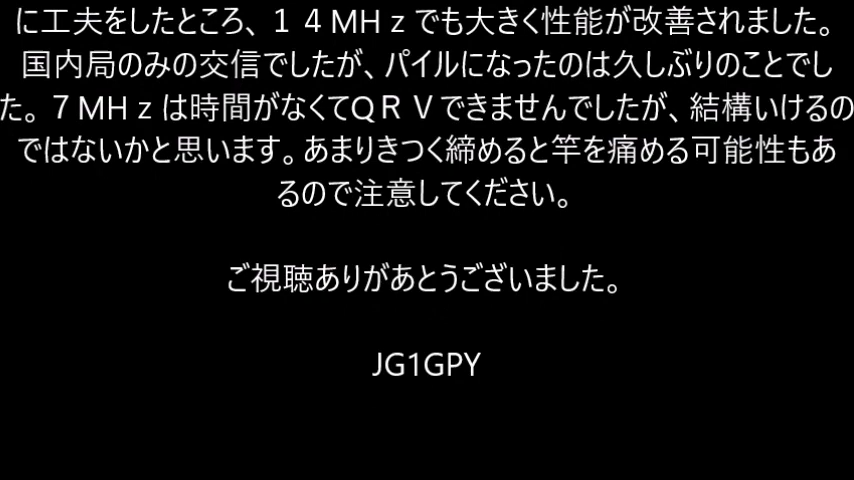 に工夫をしたところ、１４MHｚでも大きく性能が改善されました。
国内局のみの交信でしたが、パイルになったのは久しぶりのことでし
た。７MHｚは時間がなくてQＲＶできませんでしたが、結構いけるの
ではないかと思います。あまりきつく締めると竿を痛める可能性もあ
るので注意してください。
ご視聴ありがあとうございました。
JG1GPY